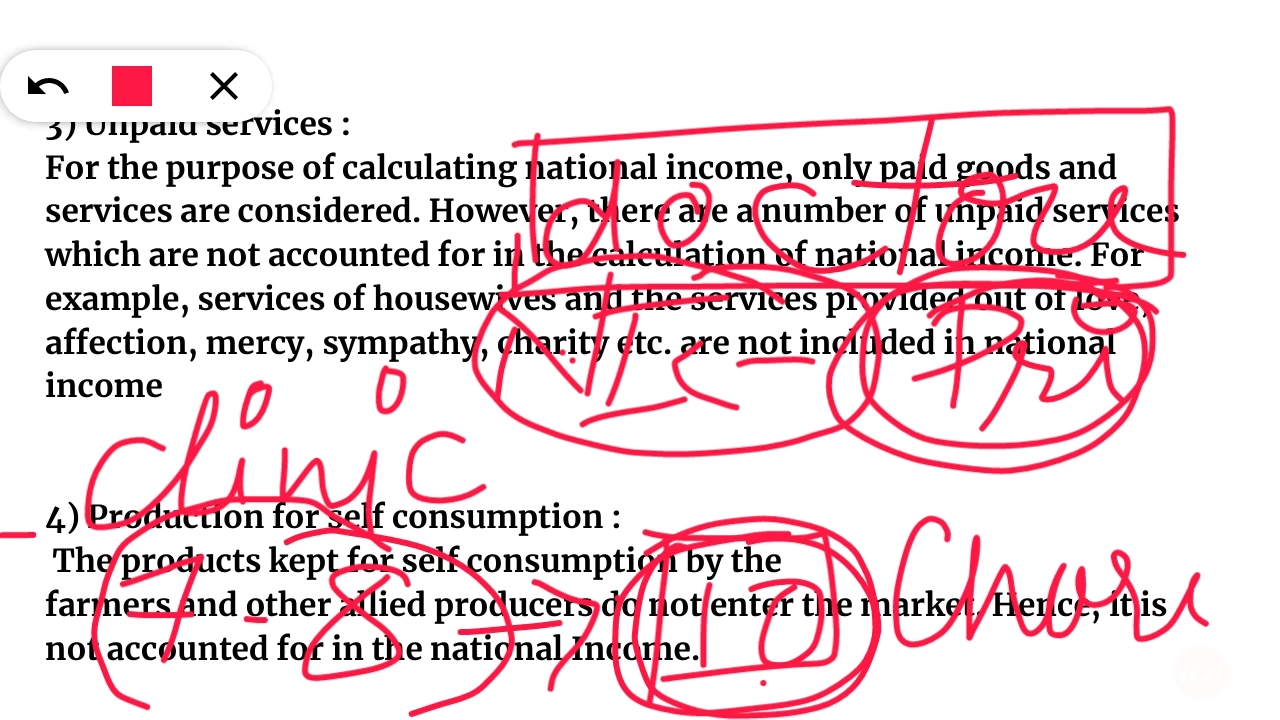 3) Unpaid services :
For the purpose of calculating national income, only paid goods and
services are considered. However, there are a number of unpaid services
which are not accounted for in the calculation of national income. For
example, services of housewives and the services provided out of love,
affection, mercy, sympathy, charity etc. are not included in national
income
clinic
4) Production for self consumption :
The products kept for self consumption by the
farmers and other allied producers do not enter the market. Hence, it is
not accounted for in the national Income.
7-8
10